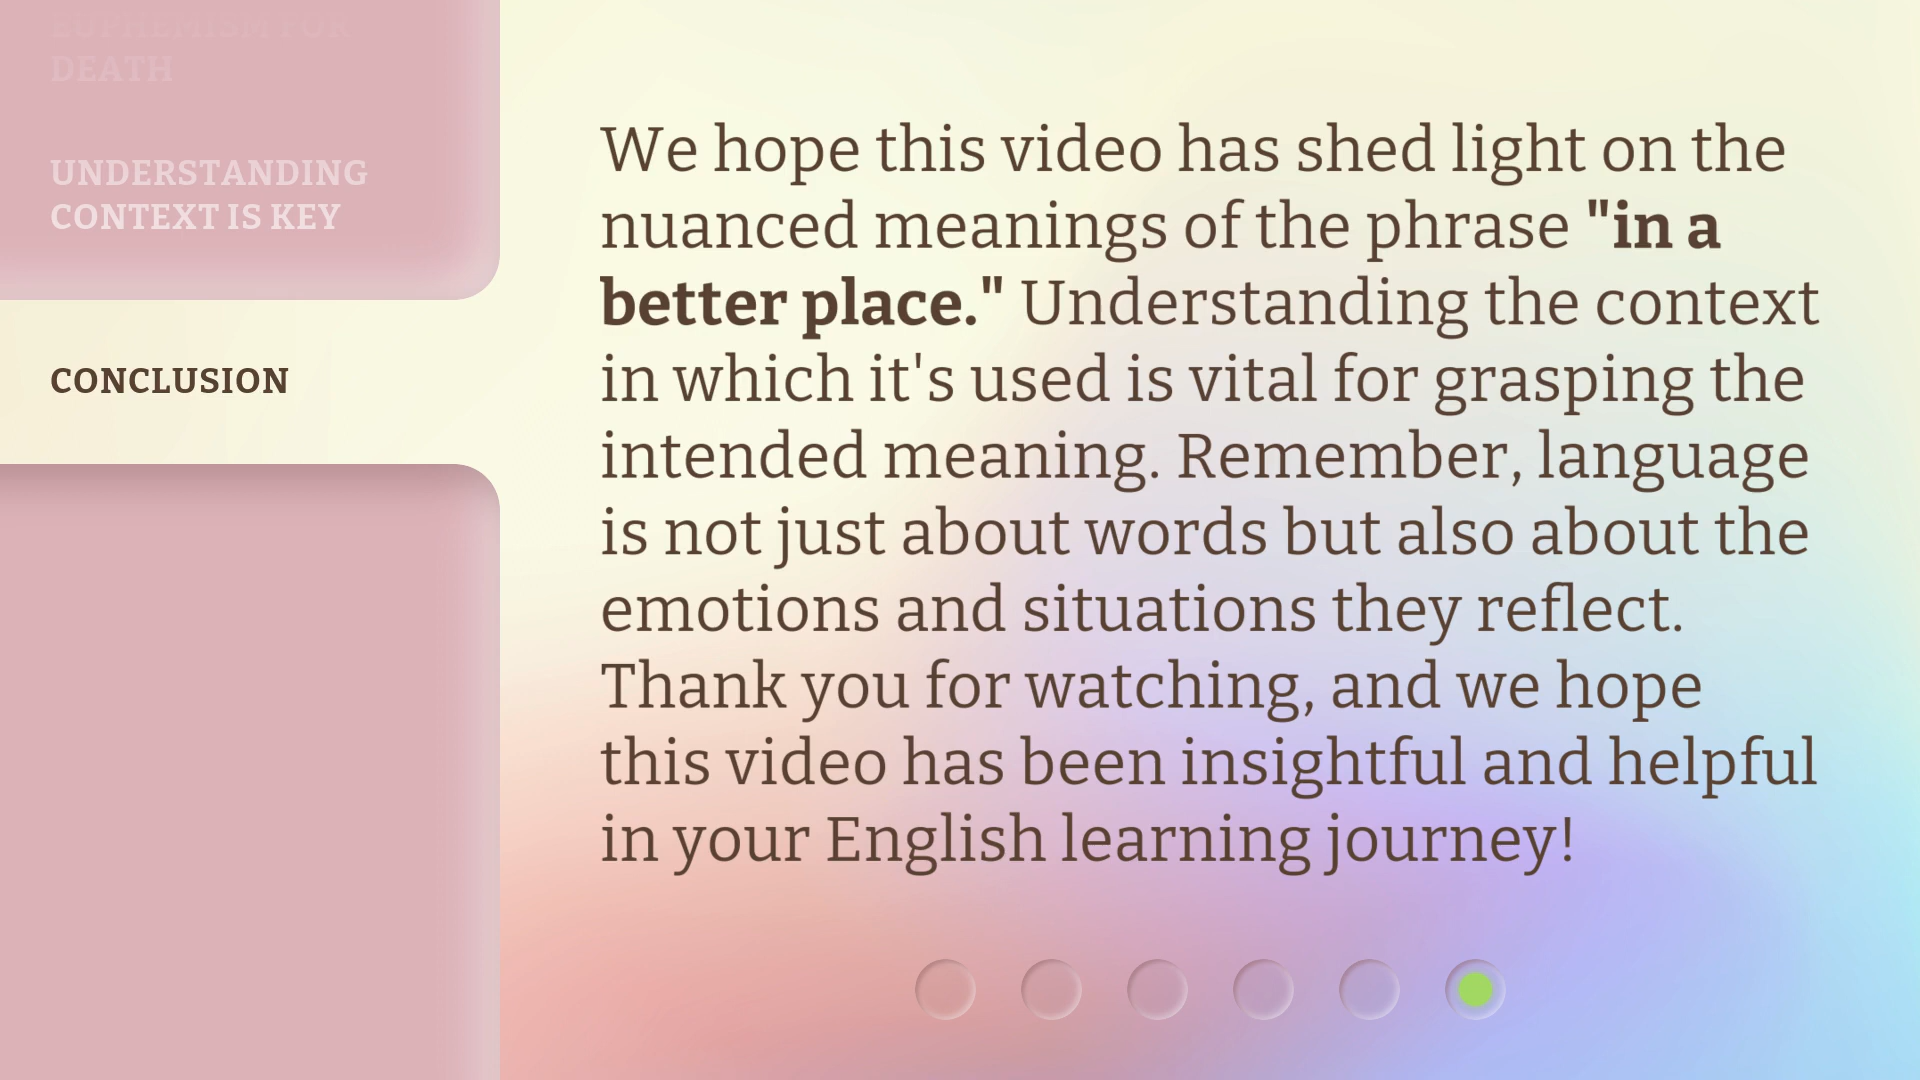 EUPHEMISM FOR
DEATH
UNDERSTANDING
CONTEXT IS KEY
CONCLUSION
We hope this video has shed light on the
nuanced meanings of the phrase "in a
better place." Understanding the context
in which it's used is vital for grasping the
intended meaning. Remember, language
is not just about words but also about the
emotions and situations they reflect.
Thank you for watching, and we hope
this video has been insightful and helpful
in your English learning journey!